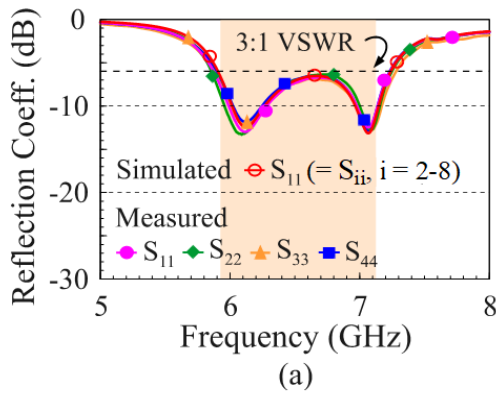 (dB)
Reflection Coeff.
0
-10
-20
-30
3:1 VSWR
Simulated S11 (= Sii, i = 2-8)
Measured
S11 S22 S33 S44
5 6 7 8
Frequency (GHz)
(a)